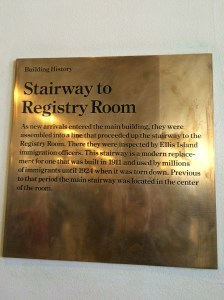 Building History
Stairway to
Registry Room
As new arrivals entered the main building, they were
assembled into a line that proceeded up the stairway to the
Registry Room. There they were inspected by Ellis Island
immigration officers. This stairway is a modern replace-
ment for one that was built in 1911 and used by millions
of immigrants until 1924 when it was torn down. Previous
to that period the main stairway was located in the center
of the room.